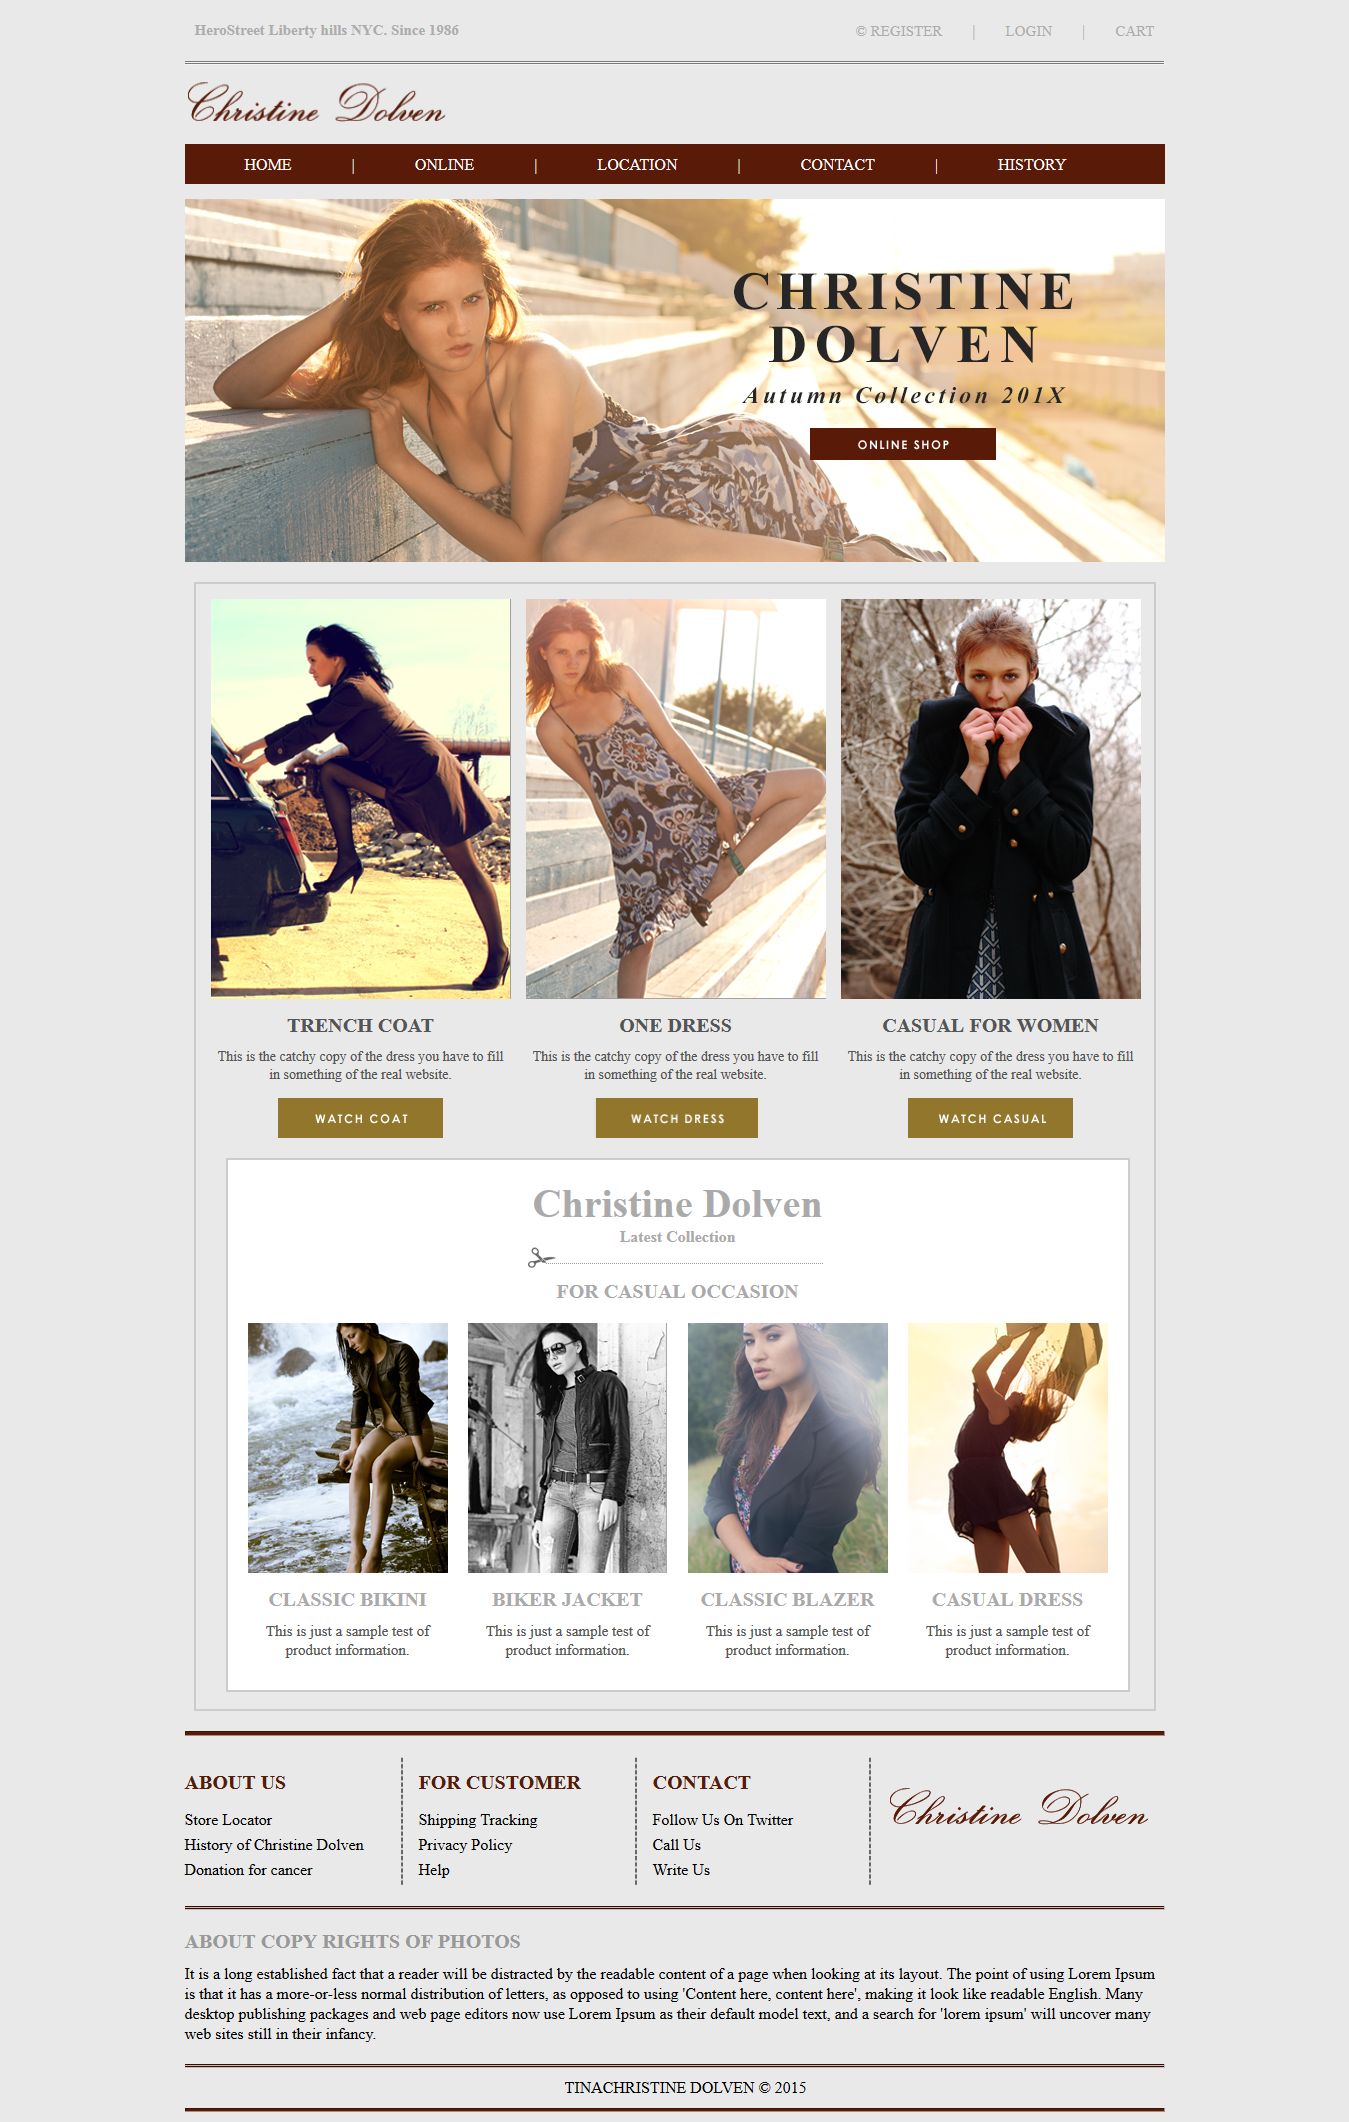 HeroStreet Liberty hills NYC. Since 1986
© REGISTER | LOGIN | CART
Christine Dolven
HOME | ONLINE | LOCATION | CONTACT | HISTORY
CHRISTINE
DOLVEN
Autumn Collection 201X
ONLINE SHOP
TRENCH COAT
This is the catchy copy of the dress you have to fill
in something of the real website.
WATCH COAT
ONE DRESS
This is the catchy copy of the dress you have to fill
in something of the real website.
WATCH DRESS
CASUAL FOR WOMEN
This is the catchy copy of the dress you have to fill
in something of the real website.
WATCH CASUAL
Christine Dolven
Latest Collection
FOR CASUAL OCCASION
CLASSIC BIKINI
This is just a sample test of
product information.
BIKER JACKET
This is just a sample test of
product information.
CLASSIC BLAZER
This is just a sample test of
product information.
CASUAL DRESS
This is just a sample test of
product information.
ABOUT US
Store Locator
History of Christine Dolven
Donation for cancer
FOR CUSTOMER
Shipping Tracking
Privacy Policy
Help
CONTACT
Follow Us On Twitter
Call Us
Write Us
Christine Dolven
ABOUT COPY RIGHTS OF PHOTOS
It is a long established fact that a reader will be distracted by the readable content of a page when looking at its layout. The point of using Lorem Ipsum
is that it has a more-or-less normal distribution of letters, as opposed to using 'Content here, content here', making it look like readable English. Many
desktop publishing packages and web page editors now use Lorem Ipsum as their default model text, and a search for 'lorem ipsum' will uncover many
web sites still in their infancy.
TINACHRISTINE DOLVEN © 2015